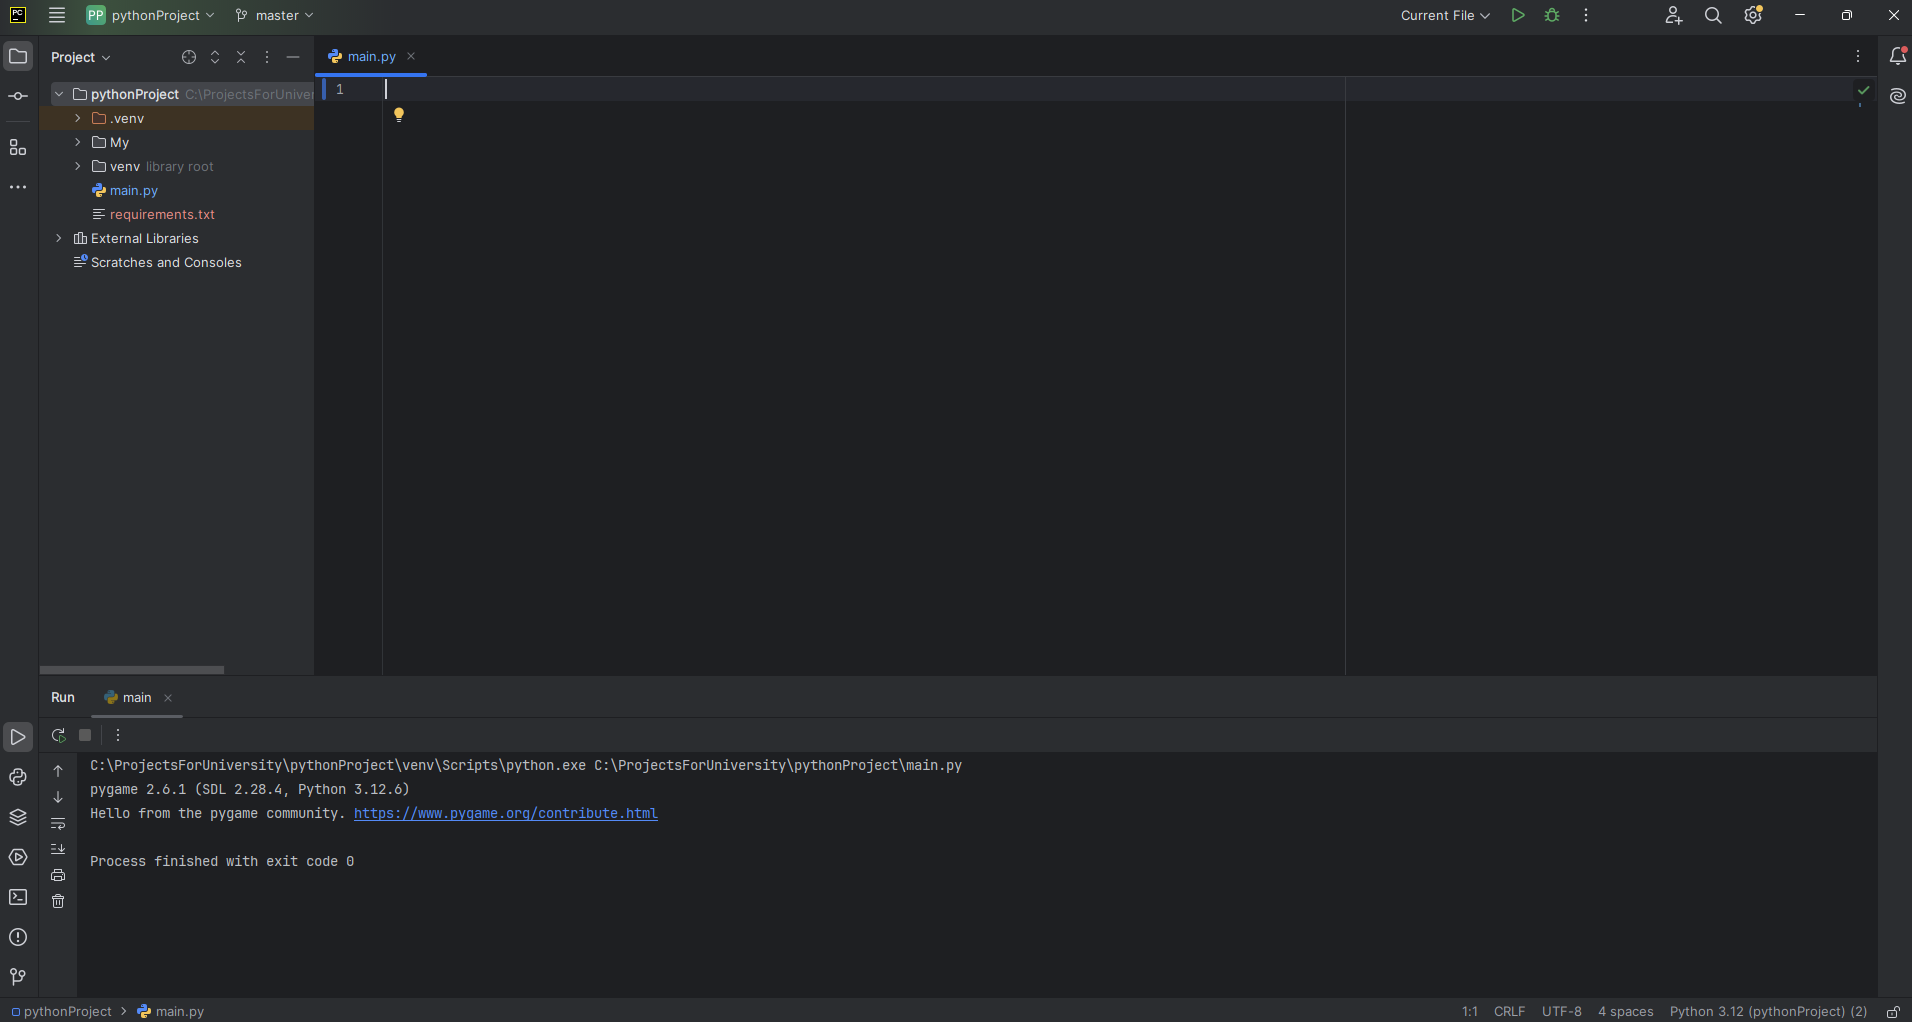 PC
PP pythonProject master
Current File
Project
main.py
1
pythonProject C:\ProjectsForUniver
.venv
My
venv library root
main.py
requirements.txt
External Libraries
Scratches and Consoles
Run main
C:\ProjectsForUniversity\pythonProject\venv\Scripts\python.exe C:\ProjectsForUniversity\pythonProject\main.py
pygame 2.6.1 (SDL 2.28.4, Python 3.12.6)
Hello from the pygame community. https://www.pygame.org/contribute.html
Process finished with exit code 0
pythonProject > main.py
1:1 CRLF UTF-8 4 spaces Python 3.12 (pythonProject) (2)